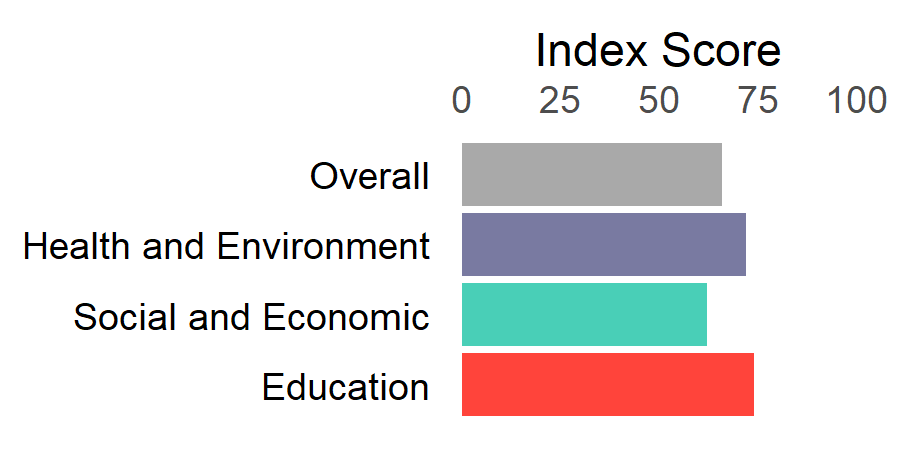 Index Score
0 25 50 75 100
Overall
Health and Environment
Social and Economic
Education